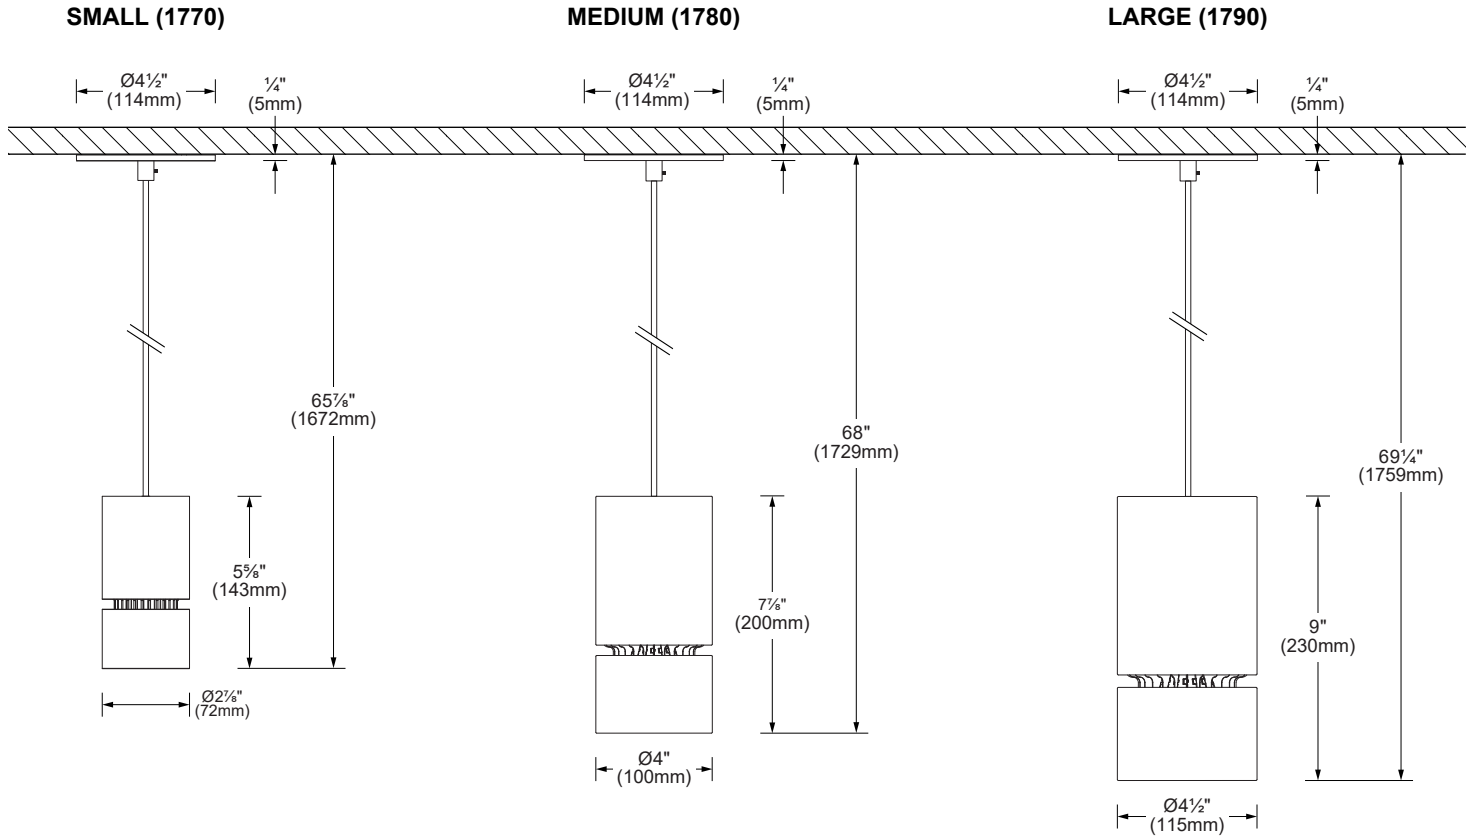 SMALL (1770)
MEDIUM (1780)
LARGE (1790)
Ø4½"
(114mm)
¼"
(5mm)
Ø4½"
(114mm)
¼"
(5mm)
Ø4½"
(114mm)
¼"
(5mm)
65⅞"
(1672mm)
68"
(1729mm)
69¼"
(1759mm)
5⅝"
(143mm)
7⅞"
(200mm)
9"
(230mm)
Ø2⅞"
(72mm)
Ø4"
(100mm)
Ø4½"
(115mm)